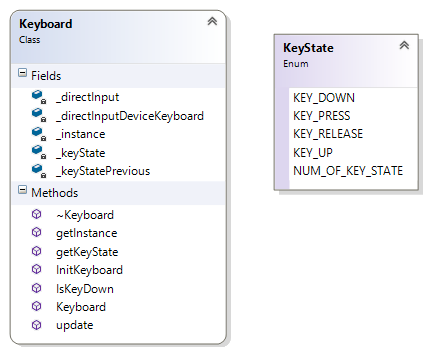 Keyboard
Class
Fields
_directInput
_directInputDeviceKeyboard
_instance
_keyState
_keyStatePrevious
Methods
~Keyboard
getInstance
getKeyState
InitKeyboard
IsKeyDown
Keyboard
update
KeyState
Enum
KEY_DOWN
KEY_PRESS
KEY_RELEASE
KEY_UP
NUM_OF_KEY_STATE